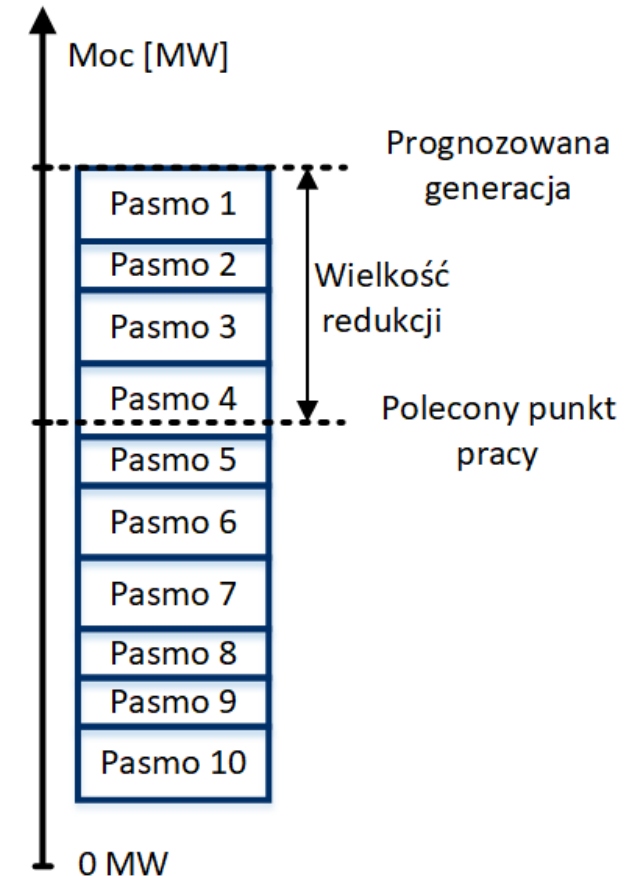 Moc [MW]
Prognozowana
generacja
Pasmo 1
Pasmo 2
Wielkość
redukcji
Pasmo 3
Pasmo 4
Polecony punkt
pracy
Pasmo 5
Pasmo 6
Pasmo 7
Pasmo 8
Pasmo 9
Pasmo 10
0 MW